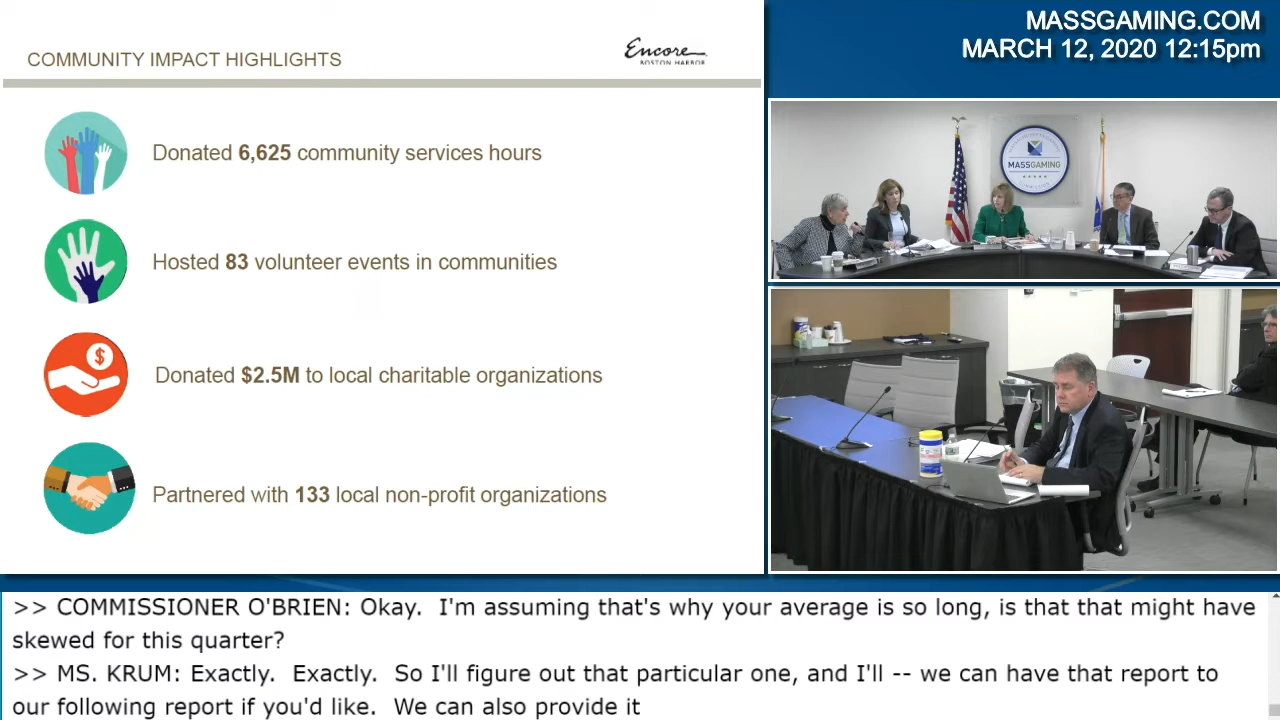 COMMUNITY IMPACT HIGHLIGHTS
Encore
BOSTON HARBOR
Donated 6,625 community services hours
Hosted 83 volunteer events in communities
Donated $2.5M to local charitable organizations
Partnered with 133 local non-profit organizations
MASSGAMING.COM
MARCH 12, 2020 12:15pm
MASSGAMING
>> COMMISSIONER O'BRIEN: Okay.  I'm assuming that's why your average is so long, is that that might have
skewed for this quarter?
>> MS. KRUM: Exactly.  Exactly.  So I'll figure out that particular one, and I'll -- we can have that report to
our following report if you'd like.  We can also provide it